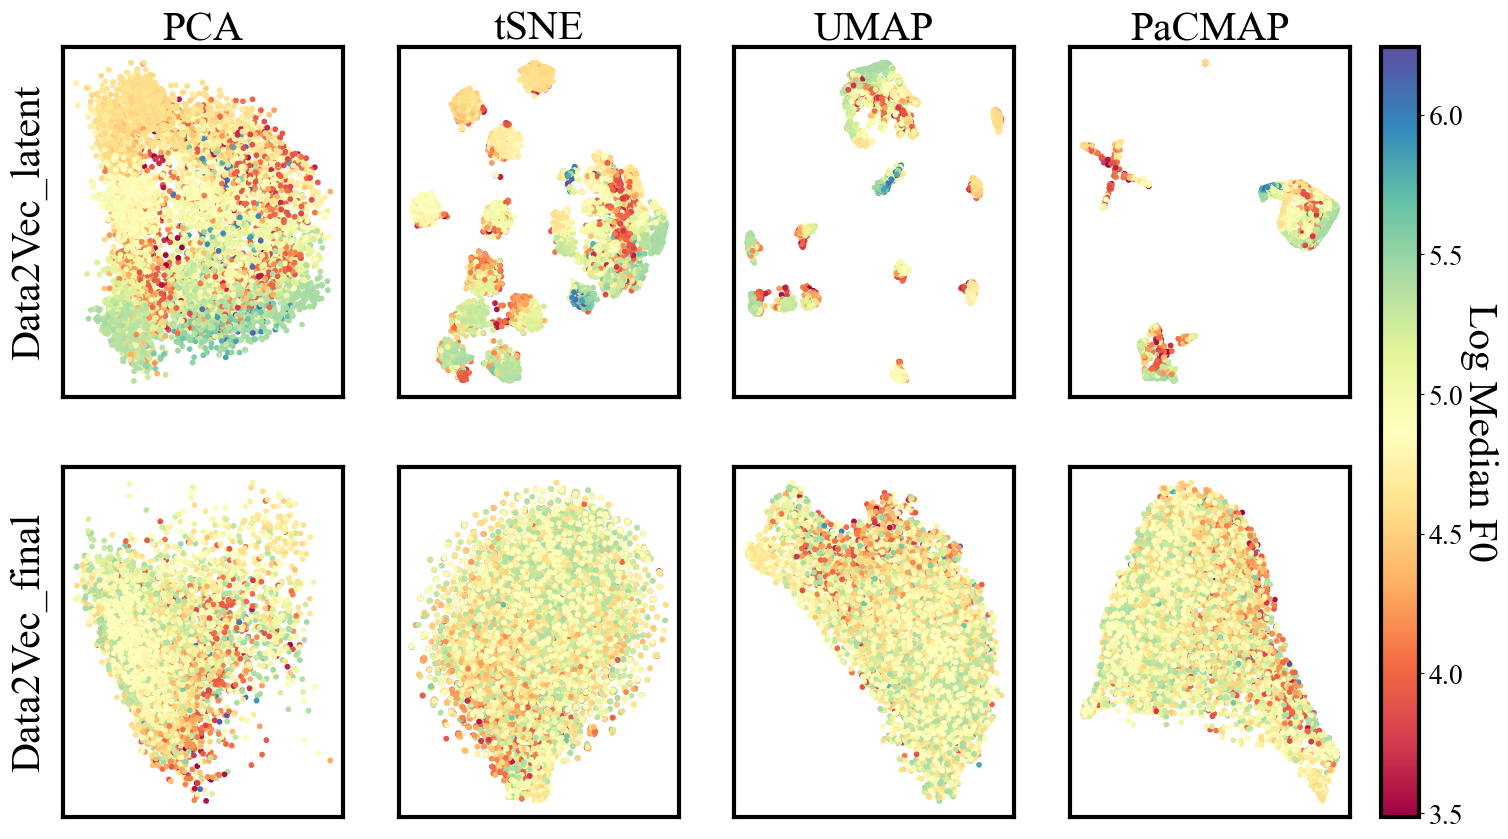 PCA
tSNE
UMAP
PaCMAP
Data2Vec_latent
Data2Vec_final
6.0
5.5
5.0
4.5
4.0
3.5
Log Median F0